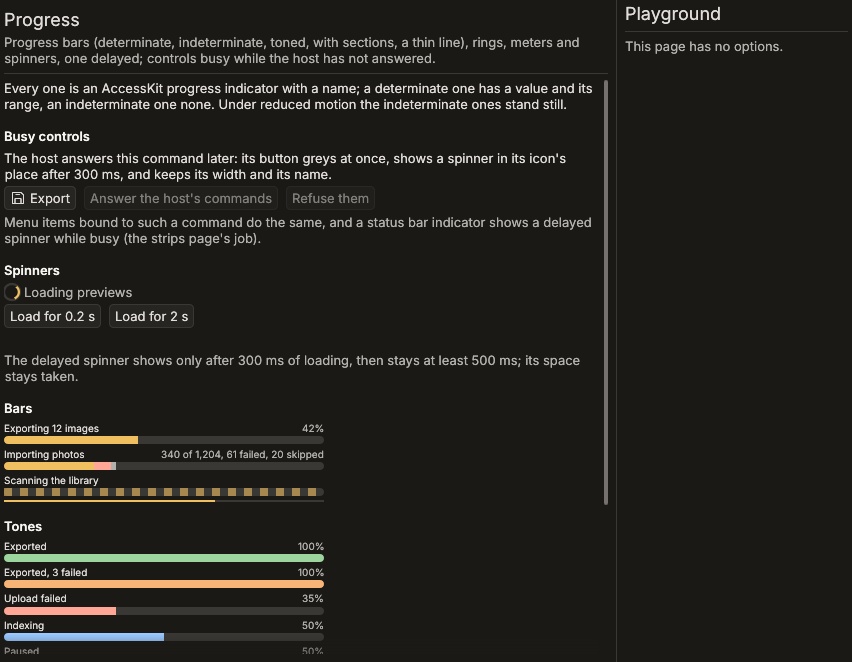 Progress
Progress bars (determinate, indeterminate, toned, with sections, a thin line), rings, meters and
spinners, one delayed; controls busy while the host has not answered.
Every one is an AccessKit progress indicator with a name; a determinate one has a value and its
range, an indeterminate one none. Under reduced motion the indeterminate ones stand still.
Busy controls
The host answers this command later: its button greys at once, shows a spinner in its icon's
place after 300 ms, and keeps its width and its name.
Export Answer the host's commands Refuse them
Menu items bound to such a command do the same, and a status bar indicator shows a delayed
spinner while busy (the strips page's job).
Spinners
Loading previews
Load for 0.2 s Load for 2 s
The delayed spinner shows only after 300 ms of loading, then stays at least 500 ms; its space
stays taken.
Bars
Exporting 12 images 42%
Importing photos 340 of 1,204, 61 failed, 20 skipped
Scanning the library
Tones
Exported 100%
Exported, 3 failed 100%
Upload failed 35%
Indexing 50%
Paused 50%
Playground
This page has no options.